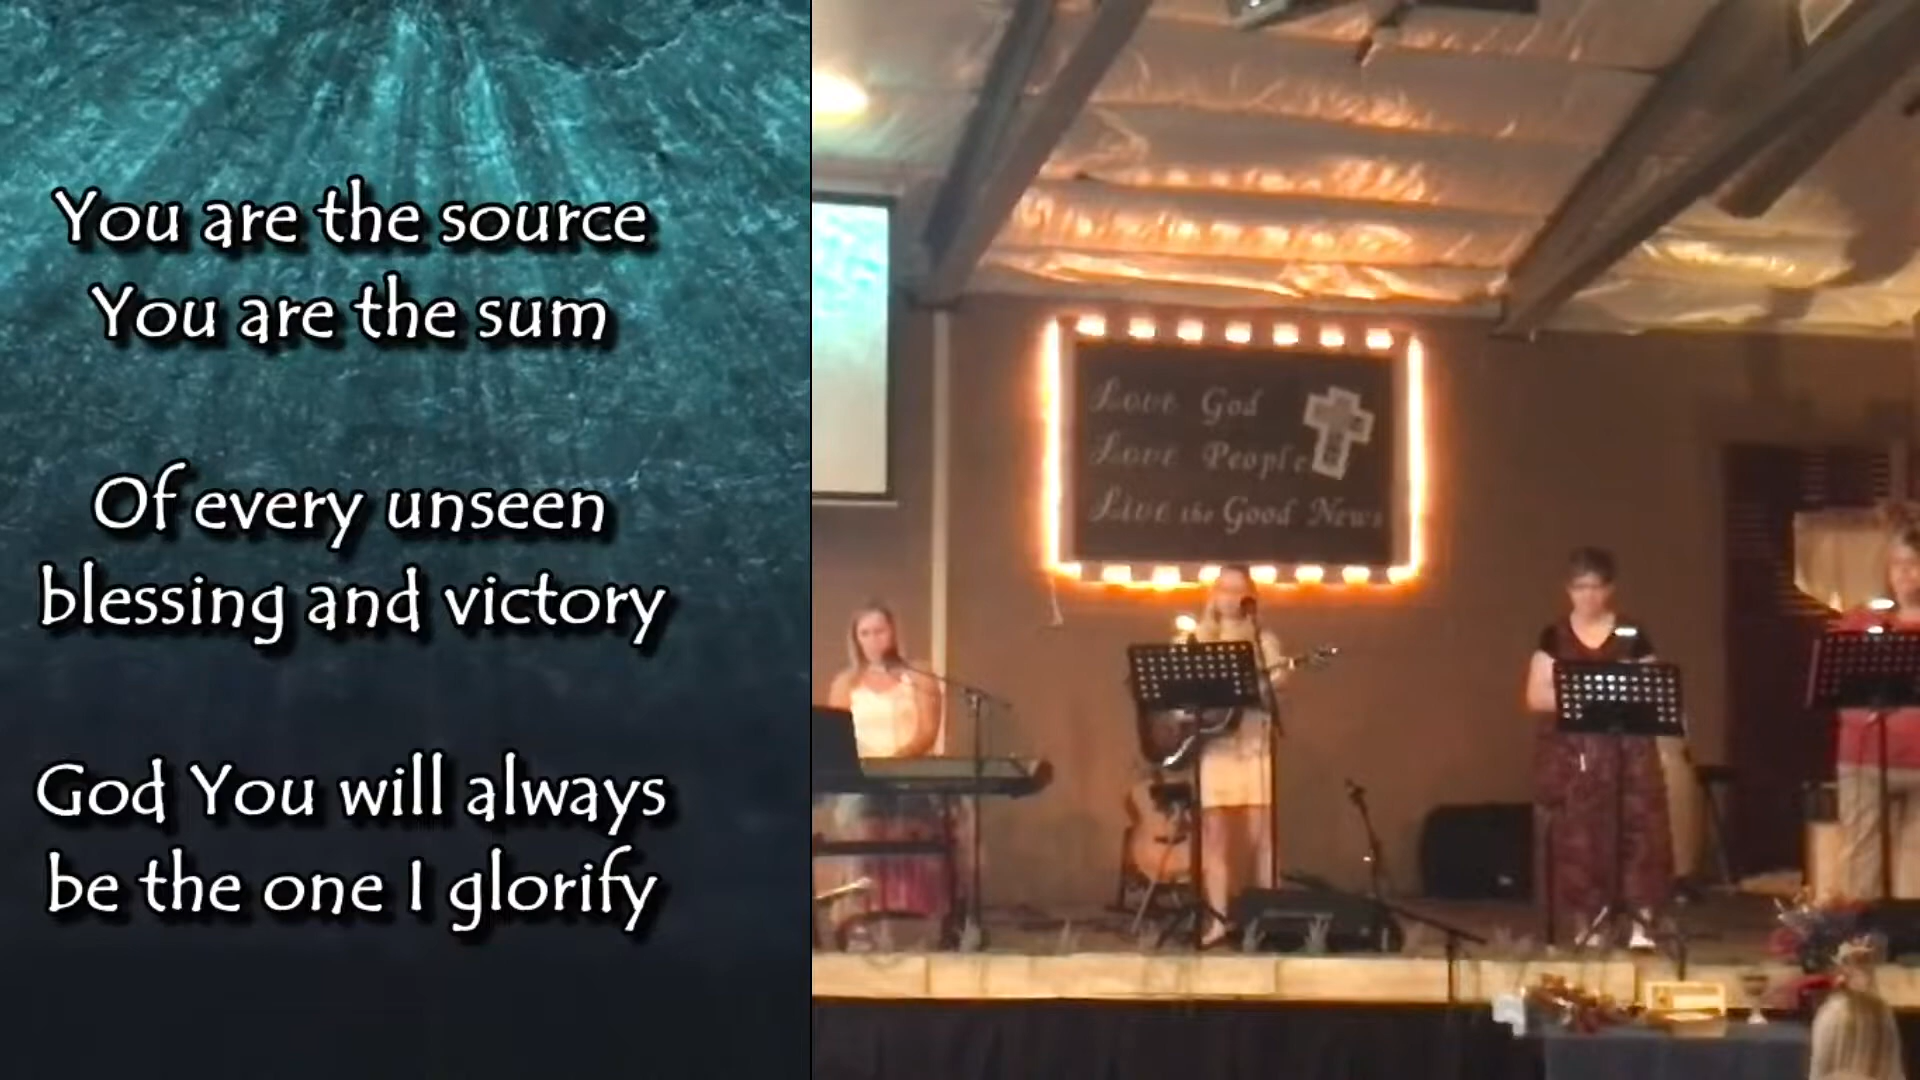 You are the source
You are the sum
Of every unseen
blessing and victory
God You will always
be the one I glorify
Love God
Love People
Live the Good News